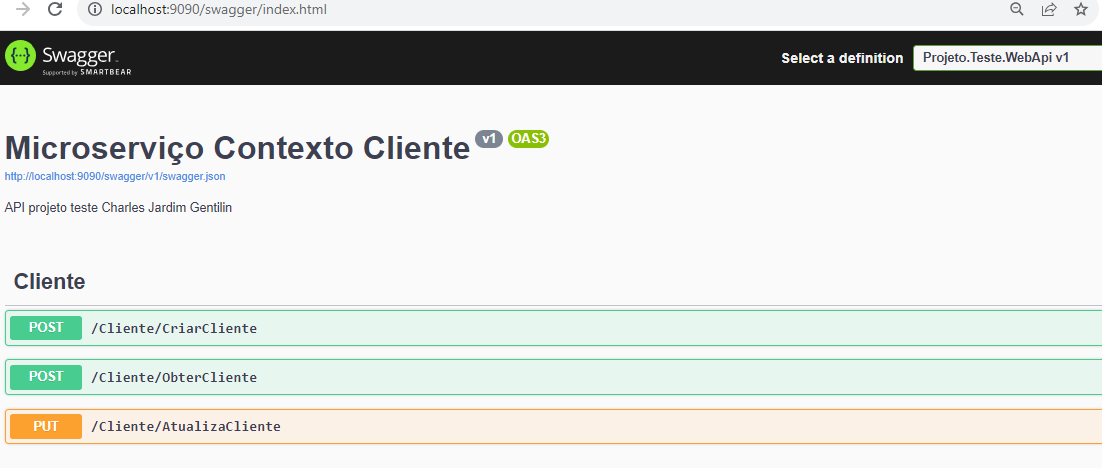 localhost:9090/swagger/index.html
{···} Swagger
Supported by SMARTBEAR
Select a definition Projeto.Teste.WebApi v1
Microserviço Contexto Cliente v1 OAS3
http://localhost:9090/swagger/v1/swagger.json
API projeto teste Charles Jardim Gentilin
Cliente
POST /Cliente/CriarCliente
POST /Cliente/ObterCliente
PUT /Cliente/AtualizaCliente